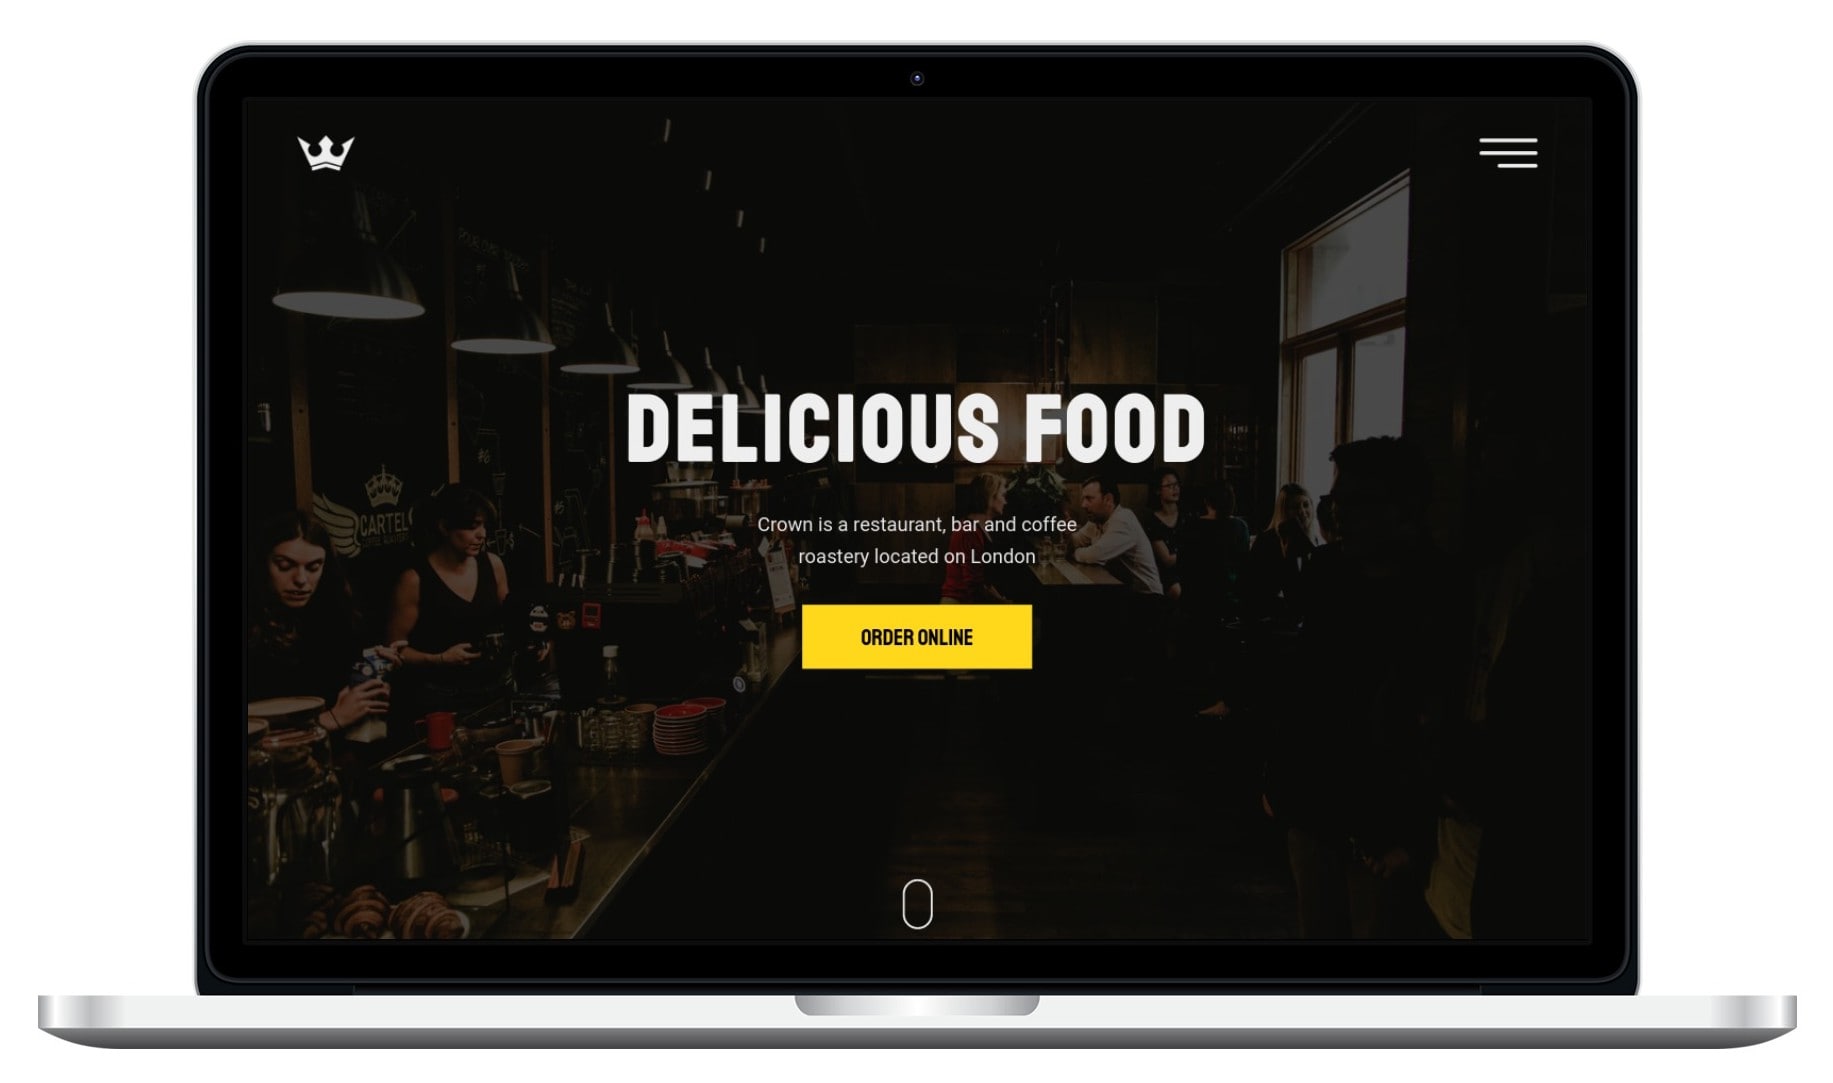 DELICIOUS FOOD
CARTEL
Crown is a restaurant, bar and coffee
roastery located on London
ORDER ONLINE